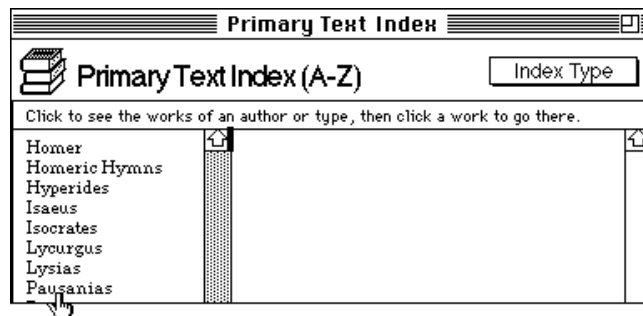 Primary Text Index
Primary Text Index (A-Z)
Index Type
Click to see the works of an author or type, then click a work to go there.
Homer
Homeric Hymns
Hyperides
Isaeus
Isocrates
Lycurgus
Lysias
Pausanias